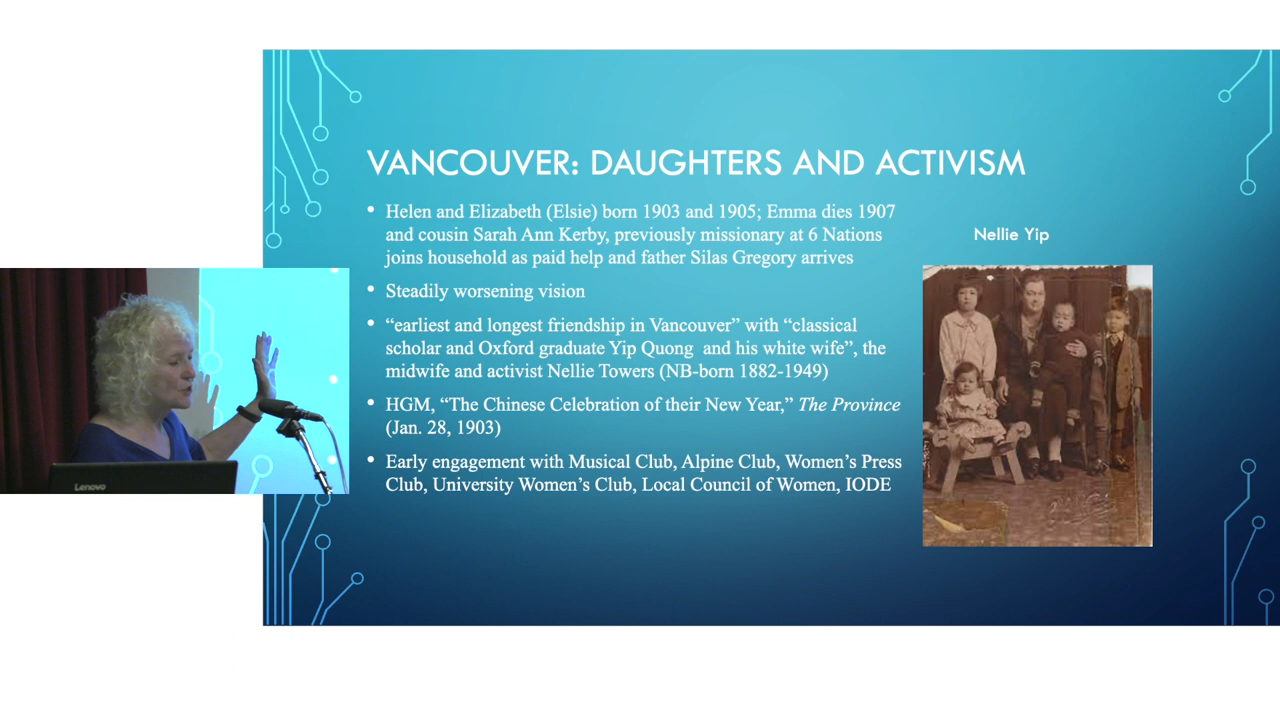 VANCOUVER: DAUGHTERS AND ACTIVISM
• Helen and Elizabeth (Elsie) born 1903 and 1905; Emma dies 1907
and cousin Sarah Ann Kerby, previously missionary at 6 Nations
joins household as paid help and father Silas Gregory arrives
• Steadily worsening vision
• “earliest and longest friendship in Vancouver” with “classical
scholar and Oxford graduate Yip Quong and his white wife”, the
midwife and activist Nellie Towers (NB-born 1882-1949)
• HGM, “The Chinese Celebration of their New Year,” The Province
(Jan. 28, 1903)
• Early engagement with Musical Club, Alpine Club, Women’s Press
Club, University Women’s Club, Local Council of Women, IODE
Nellie Yip
Lenovo